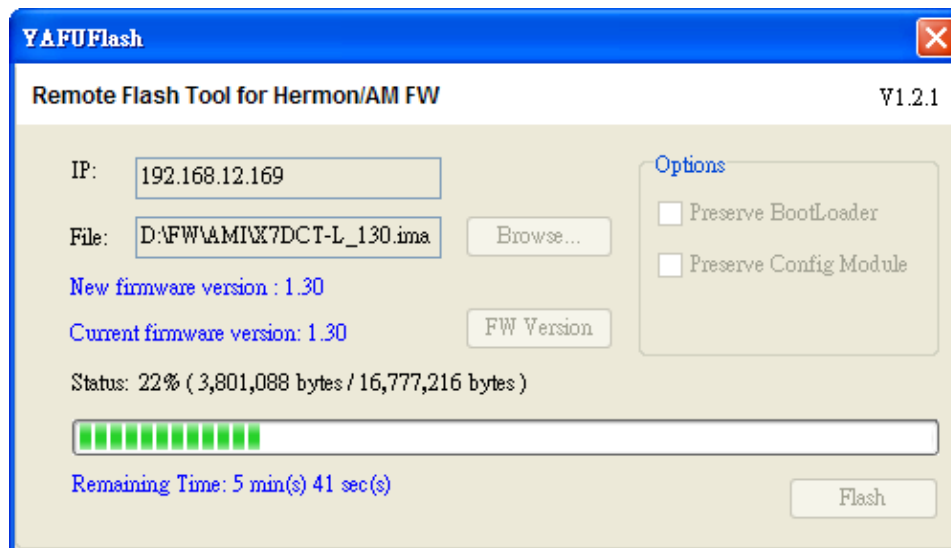 YAFUFlash
Remote Flash Tool for Hermon/AM FW V1.2.1
IP: 192.168.12.169
File: D:\FW\AMI\X7DCT-L_130.ima Browse...
New firmware version : 1.30
Current firmware version: 1.30 FW Version
Options
Preserve BootLoader
Preserve Config Module
Status: 22% ( 3,801,088 bytes / 16,777,216 bytes )
Remaining Time: 5 min(s) 41 sec(s)
Flash